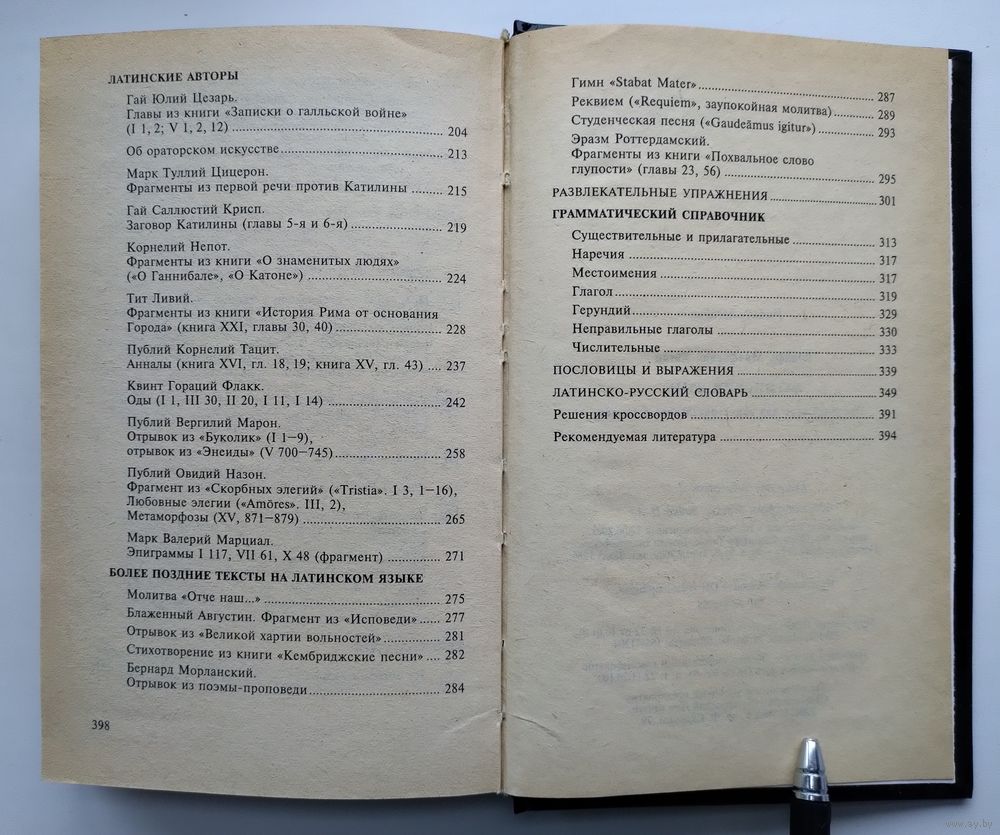 ЛАТИНСКИЕ АВТОРЫ
Гай Юлий Цезарь.
Главы из книги «Записки о галльской войне»
(I 1, 2; V 1, 2, 12) .......... 204
Об ораторском искусстве .......... 213
Марк Туллий Цицерон.
Фрагменты из первой речи против Катилины .......... 215
Гай Саллюстий Крисп.
Заговор Катилины (главы 5-я и 6-я) .......... 219
Корнелий Непот.
Фрагменты из книги «О знаменитых людях»
(«О Ганнибале», «О Катоне») .......... 224
Тит Ливий.
Фрагменты из книги «История Рима от основания
Города» (книга XXI, главы 30, 40) .......... 228
Публий Корнелий Тацит.
Анналы (книга XVI, гл. 18, 19; книга XV, гл. 43) .... 237
Квинт Гораций Флакк.
Оды (I 1, III 30, II 20, I 11, I 14) .......... 242
Публий Вергилий Марон.
Отрывок из «Буколик» (I 1—9),
отрывок из «Энеиды» (V 700—745) .......... 258
Публий Овидий Назон.
Фрагмент из «Скорбных элегий» («Tristia». I 3, 1—16),
Любовные элегии («Amōres». III, 2),
Метаморфозы (XV, 871—879) .......... 265
Марк Валерий Марциал.
Эпиграммы I 117, VII 61, X 48 (фрагмент) .......... 271
БОЛЕЕ ПОЗДНИЕ ТЕКСТЫ НА ЛАТИНСКОМ ЯЗЫКЕ
Молитва «Отче наш...» .......... 275
Блаженный Августин. Фрагмент из «Исповеди» ..... 277
Отрывок из «Великой хартии вольностей» .......... 281
Стихотворение из книги «Кембриджские песни» .... 282
Бернард Морланский.
Отрывок из поэмы-проповеди .......... 284
398
Гимн «Stabat Mater» .......... 287
Реквием («Requiem», заупокойная молитва) .......... 289
Студенческая песня («Gaudeāmus igitur») .......... 293
Эразм Роттердамский.
Фрагменты из книги «Похвальное слово
глупости» (главы 23, 56) .......... 295
РАЗВЛЕКАТЕЛЬНЫЕ УПРАЖНЕНИЯ .......... 301
ГРАММАТИЧЕСКИЙ СПРАВОЧНИК
Существительные и прилагательные .......... 313
Наречия .......... 317
Местоимения .......... 317
Глагол .......... 319
Герундий .......... 329
Неправильные глаголы .......... 330
Числительные .......... 333
ПОСЛОВИЦЫ И ВЫРАЖЕНИЯ .......... 339
ЛАТИНСКО-РУССКИЙ СЛОВАРЬ .......... 349
Решения кроссвордов .......... 391
Рекомендуемая литература .......... 394
www.ay.by